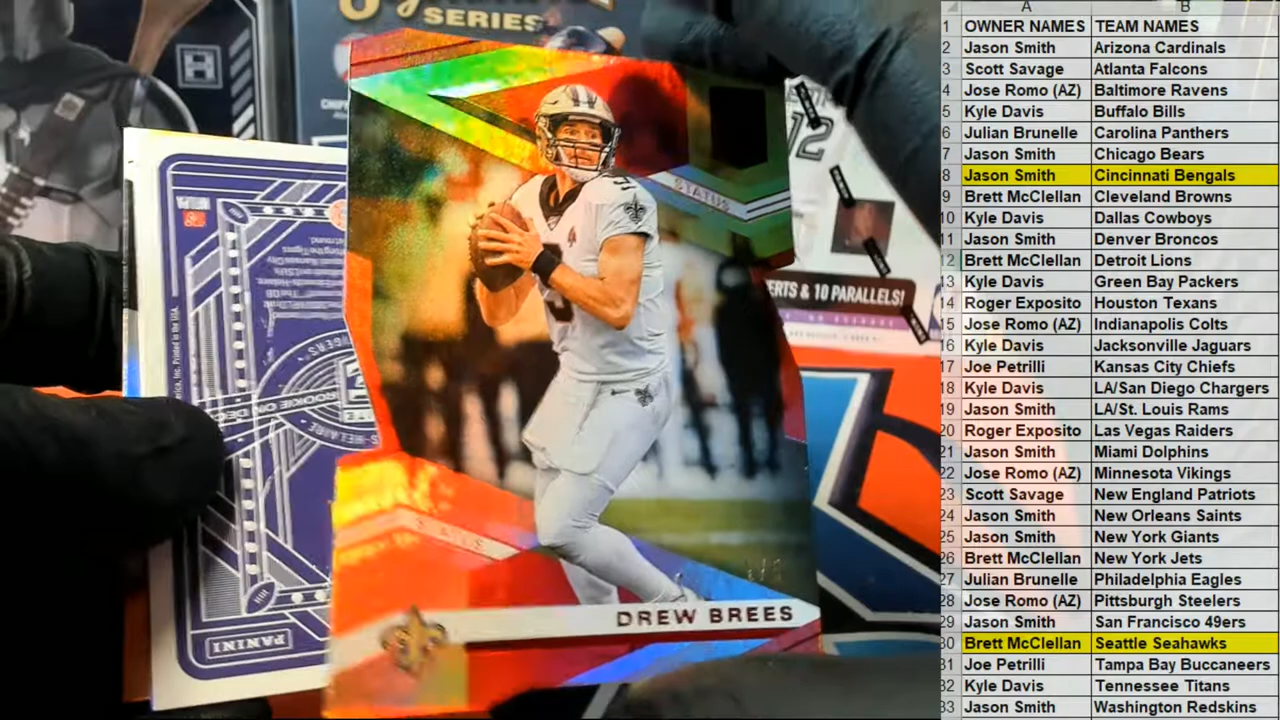 SERIES
STATUS
12
ERTS & 10 PARALLELS!
DREW BREES
PANINI
ROOKIE ON DEC
A B
1 OWNER NAMES TEAM NAMES
2 Jason Smith Arizona Cardinals
3 Scott Savage Atlanta Falcons
4 Jose Romo (AZ) Baltimore Ravens
5 Kyle Davis Buffalo Bills
6 Julian Brunelle Carolina Panthers
7 Jason Smith Chicago Bears
8 Jason Smith Cincinnati Bengals
9 Brett McClellan Cleveland Browns
10 Kyle Davis Dallas Cowboys
11 Jason Smith Denver Broncos
12 Brett McClellan Detroit Lions
13 Kyle Davis Green Bay Packers
14 Roger Exposito Houston Texans
15 Jose Romo (AZ) Indianapolis Colts
16 Kyle Davis Jacksonville Jaguars
17 Joe Petrilli Kansas City Chiefs
18 Kyle Davis LA/San Diego Chargers
19 Jason Smith LA/St. Louis Rams
20 Roger Exposito Las Vegas Raiders
21 Jason Smith Miami Dolphins
22 Jose Romo (AZ) Minnesota Vikings
23 Scott Savage New England Patriots
24 Jason Smith New Orleans Saints
25 Jason Smith New York Giants
26 Brett McClellan New York Jets
27 Julian Brunelle Philadelphia Eagles
28 Jose Romo (AZ) Pittsburgh Steelers
29 Jason Smith San Francisco 49ers
30 Brett McClellan Seattle Seahawks
31 Joe Petrilli Tampa Bay Buccaneers
32 Kyle Davis Tennessee Titans
33 Jason Smith Washington Redskins